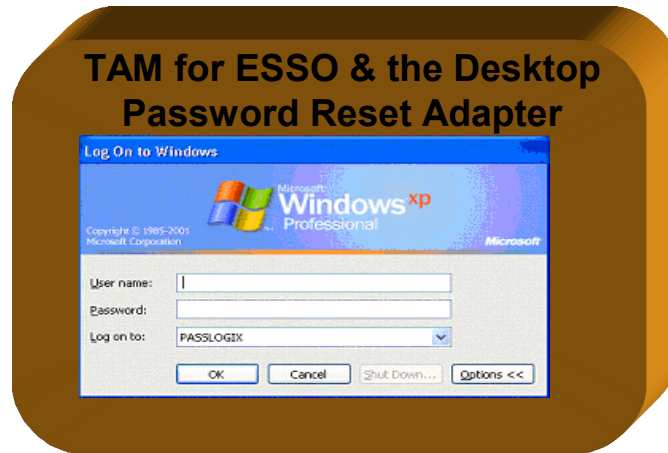 TAM for ESSO & the Desktop
Password Reset Adapter
Log On to Windows
Microsoft
Windows xp
Professional
Copyright © 1985-2001
Microsoft Corporation
Microsoft
User name:
Password:
Log on to:
PASSLOGIX
OK
Cancel
Shut Down...
Options <<